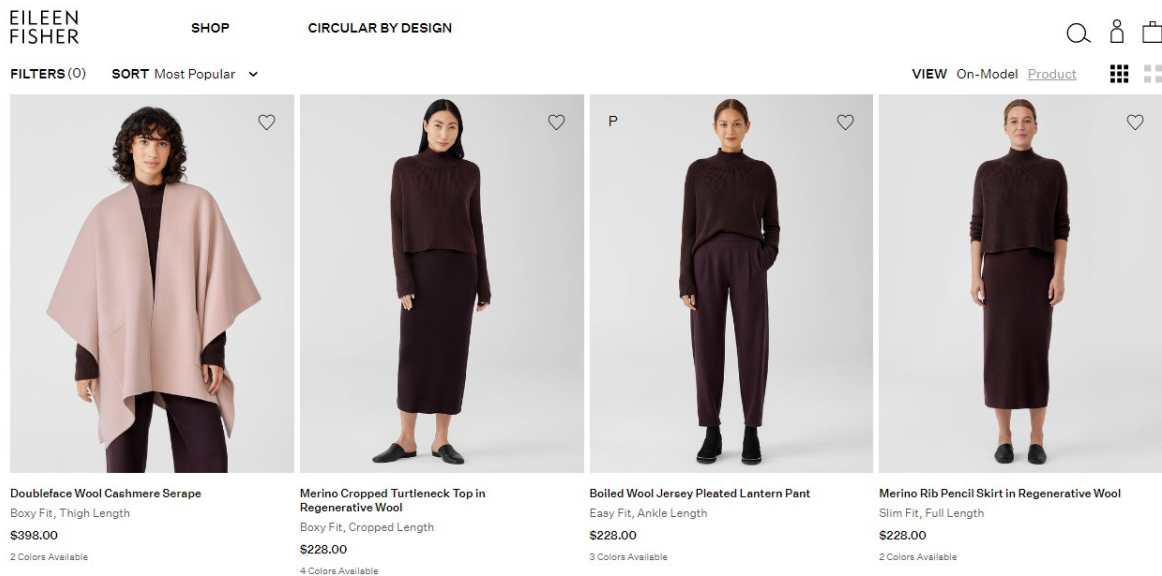 EILEEN
FISHER
SHOP
CIRCULAR BY DESIGN
FILTERS (0)
SORT Most Popular
VIEW On-Model Product
P
Doubleface Wool Cashmere Serape
Boxy Fit, Thigh Length
$398.00
2 Colors Available
Merino Cropped Turtleneck Top in
Regenerative Wool
Boxy Fit, Cropped Length
$228.00
4 Colors Available
Boiled Wool Jersey Pleated Lantern Pant
Easy Fit, Ankle Length
$228.00
3 Colors Available
Merino Rib Pencil Skirt in Regenerative Wool
Slim Fit, Full Length
$228.00
2 Colors Available